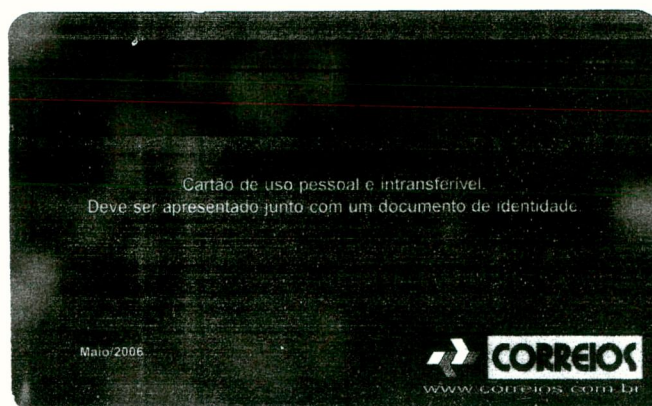 Cartão de uso pessoal e intransferível.
Deve ser apresentado junto com um documento de identidade.
Maio/2006
CORREIOS
www.correios.com.br